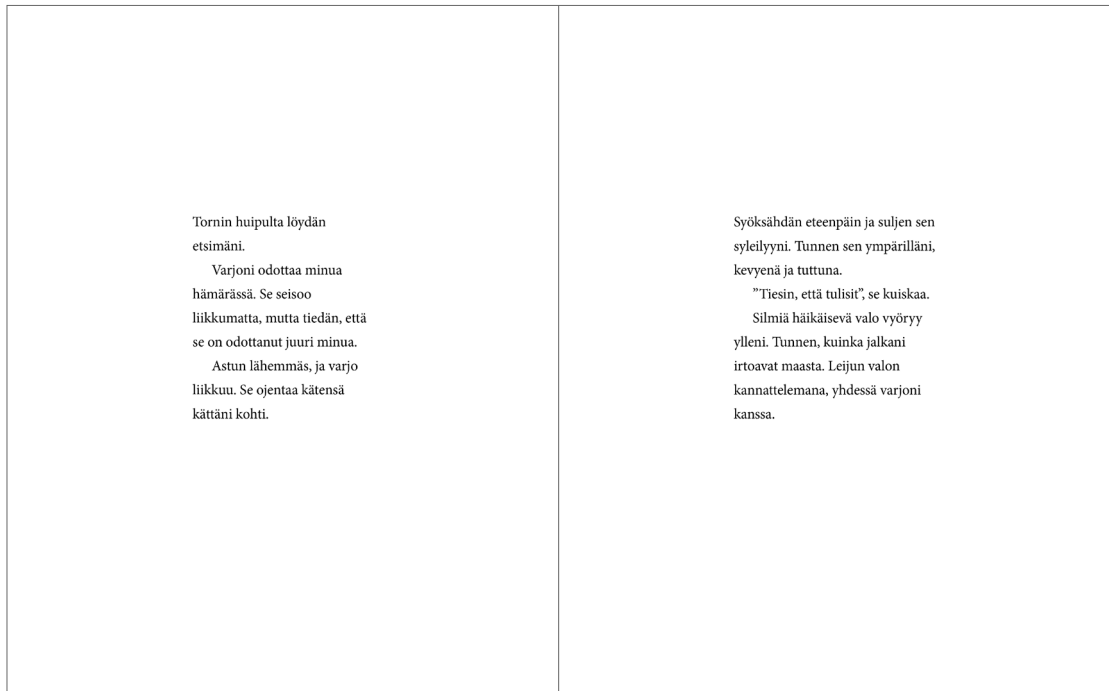 Tornin huipulta löydän
etsimäni.
Varjoni odottaa minua
hämärässä. Se seisoo
liikkumatta, mutta tiedän, että
se on odottanut juuri minua.
Astun lähemmäs, ja varjo
liikkuu. Se ojentaa kätensä
kättäni kohti.
Syöksähdän eteenpäin ja suljen sen
syleilyyni. Tunnen sen ympärilläni,
kevyenä ja tuttuna.
”Tiesin, että tulisit”, se kuiskaa.
Silmiä häikäisevä valo vyöryy
ylleni. Tunnen, kuinka jalkani
irtoavat maasta. Leijun valon
kannattelemana, yhdessä varjoni
kanssa.